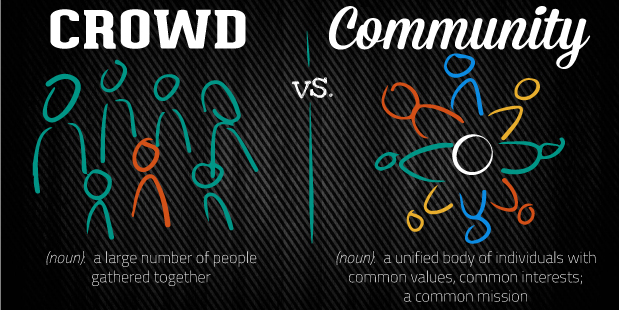 CROWD
vs.
Community
(noun): a large number of people
gathered together
(noun): a unified body of individuals with
common values, common interests;
a common mission